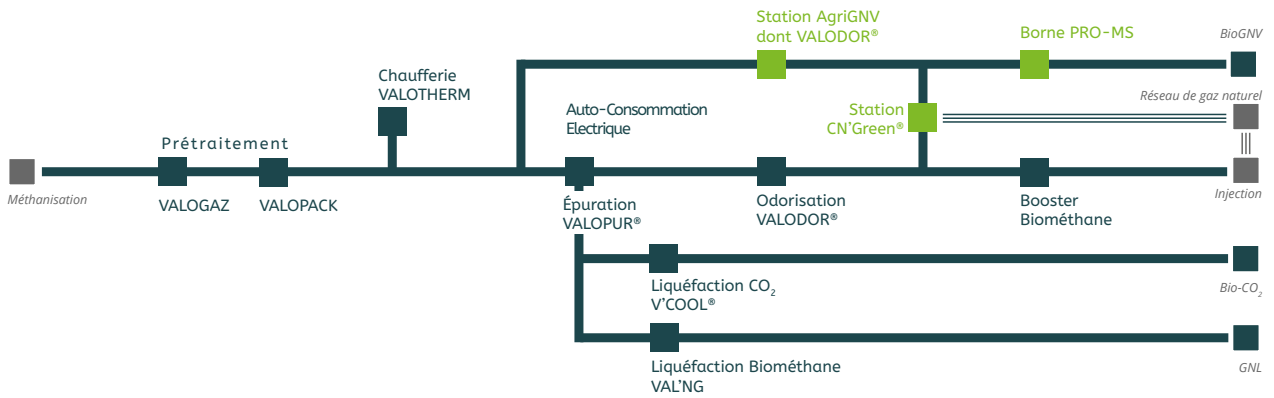 Station AgriGNV
dont VALODOR®
Borne PRO-MS
BioGNV
Chaufferie
VALOTHERM
Réseau de gaz naturel
Auto-Consommation
Electrique
Station
CN'Green®
Prétraitement
Méthanisation
VALOGAZ
VALOPACK
Épuration
VALOPUR®
Odorisation
VALODOR®
Booster
Biométhane
Injection
Liquéfaction CO₂
V'COOL®
Bio-CO₂
Liquéfaction Biométhane
VAL'NG
GNL